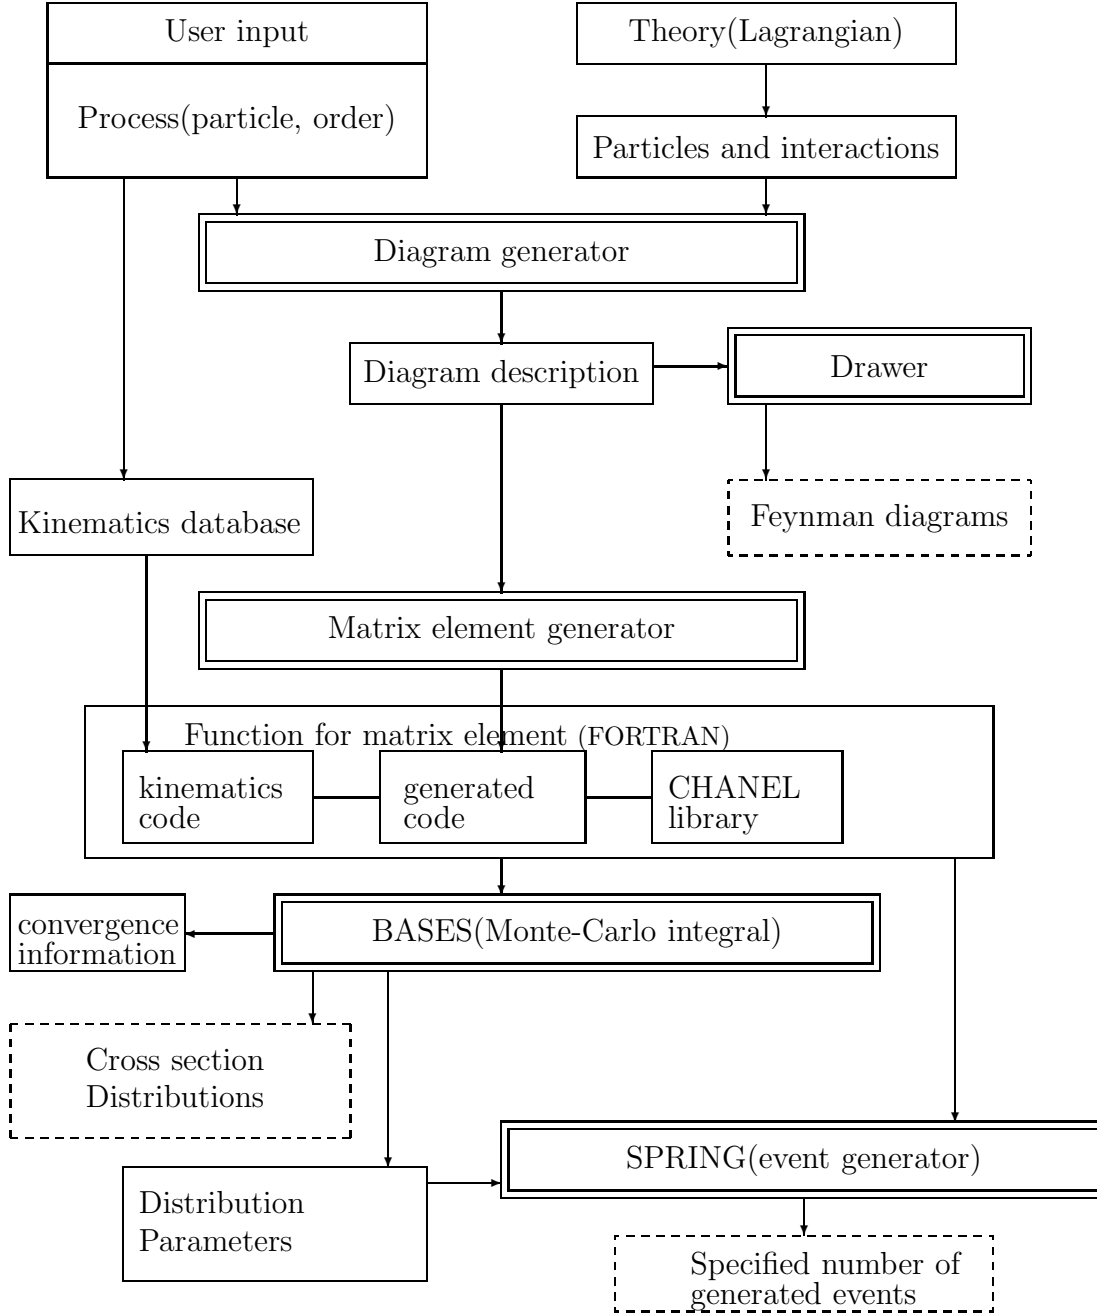 User input
Theory(Lagrangian)
Process(particle, order)
Particles and interactions
Diagram generator
Diagram description
Drawer
Kinematics database
Feynman diagrams
Matrix element generator
Function for matrix element (FORTRAN)
kinematics
code
generated
code
CHANEL
library
convergence
information
BASES(Monte-Carlo integral)
Cross section
Distributions
SPRING(event generator)
Distribution
Parameters
Specified number of
generated events